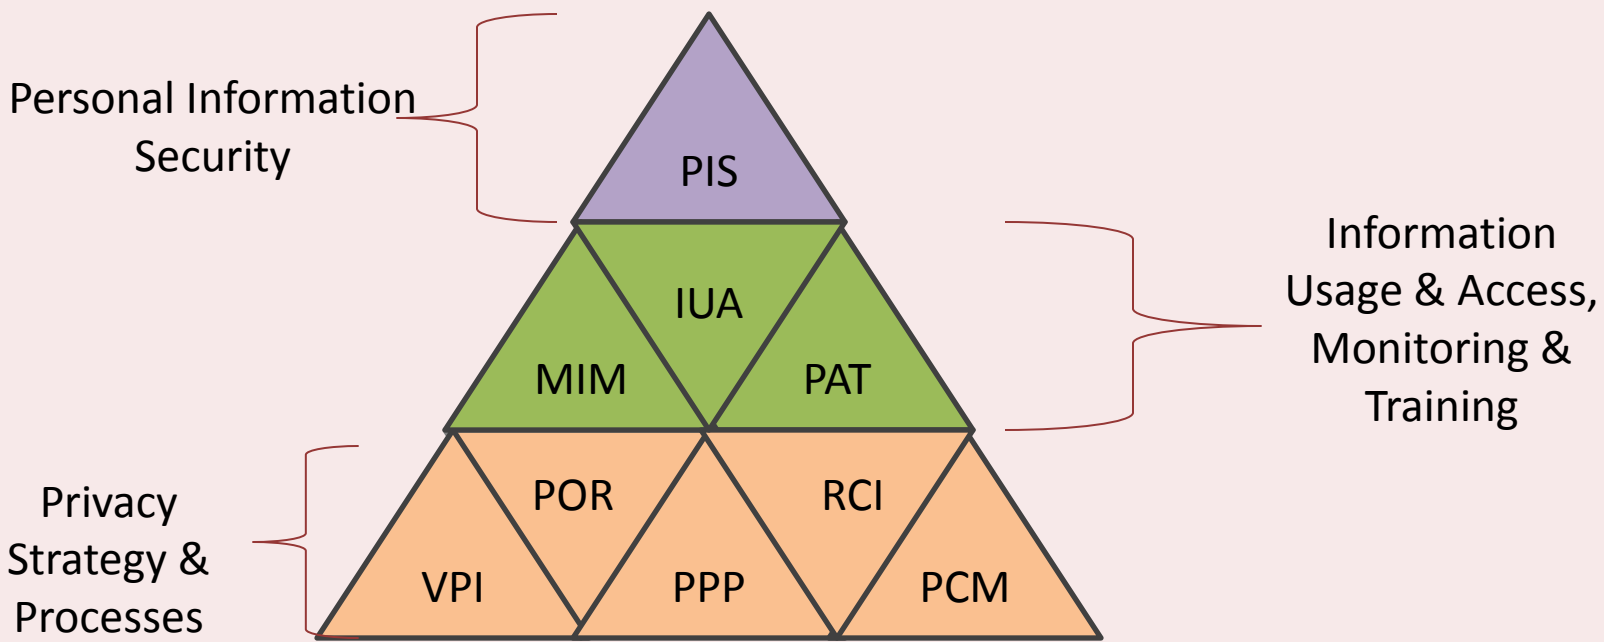 Personal Information
Security
PIS
IUA
MIM
PAT
Information
Usage & Access,
Monitoring &
Training
Privacy
Strategy &
Processes
POR
RCI
VPI
PPP
PCM